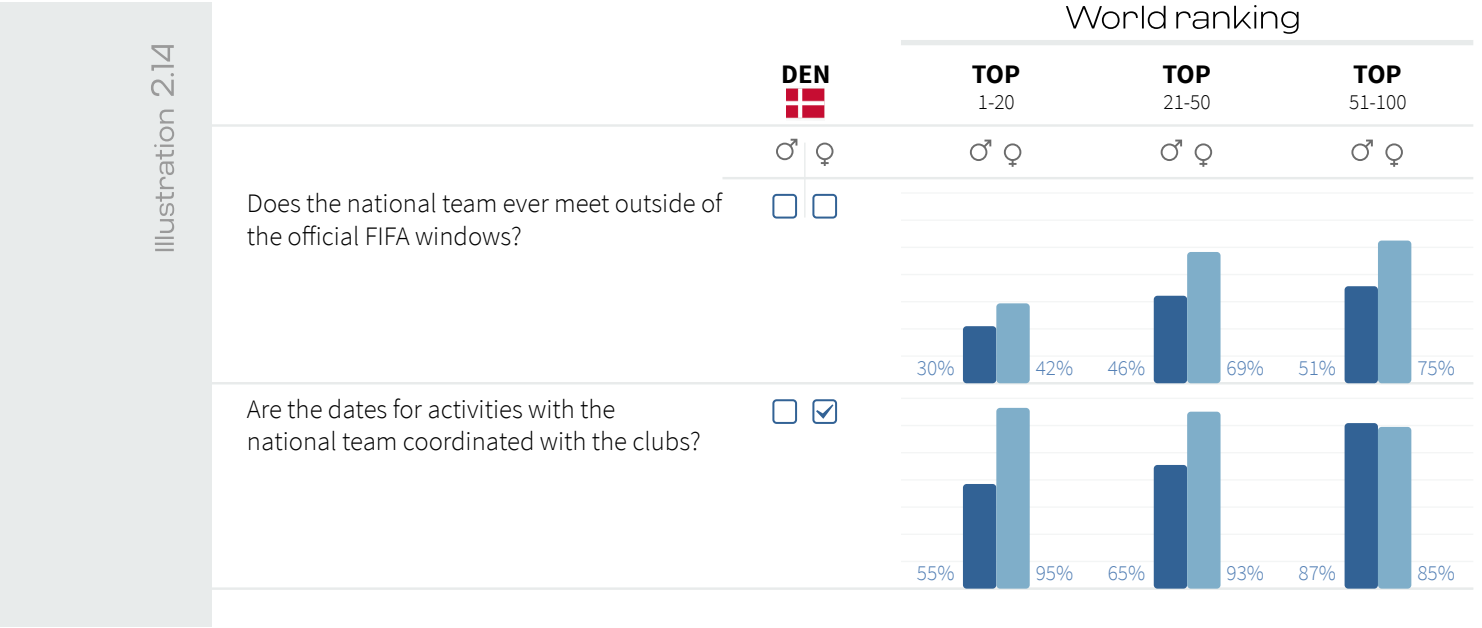 Illustration 2.14
World ranking
DEN
TOP
TOP
TOP
1-20
21-50
51-100
Does the national team ever meet outside of
the official FIFA windows?
30%
42%
46%
69%
51%
75%
Are the dates for activities with the
national team coordinated with the clubs?
55%
95%
65%
93%
87%
85%